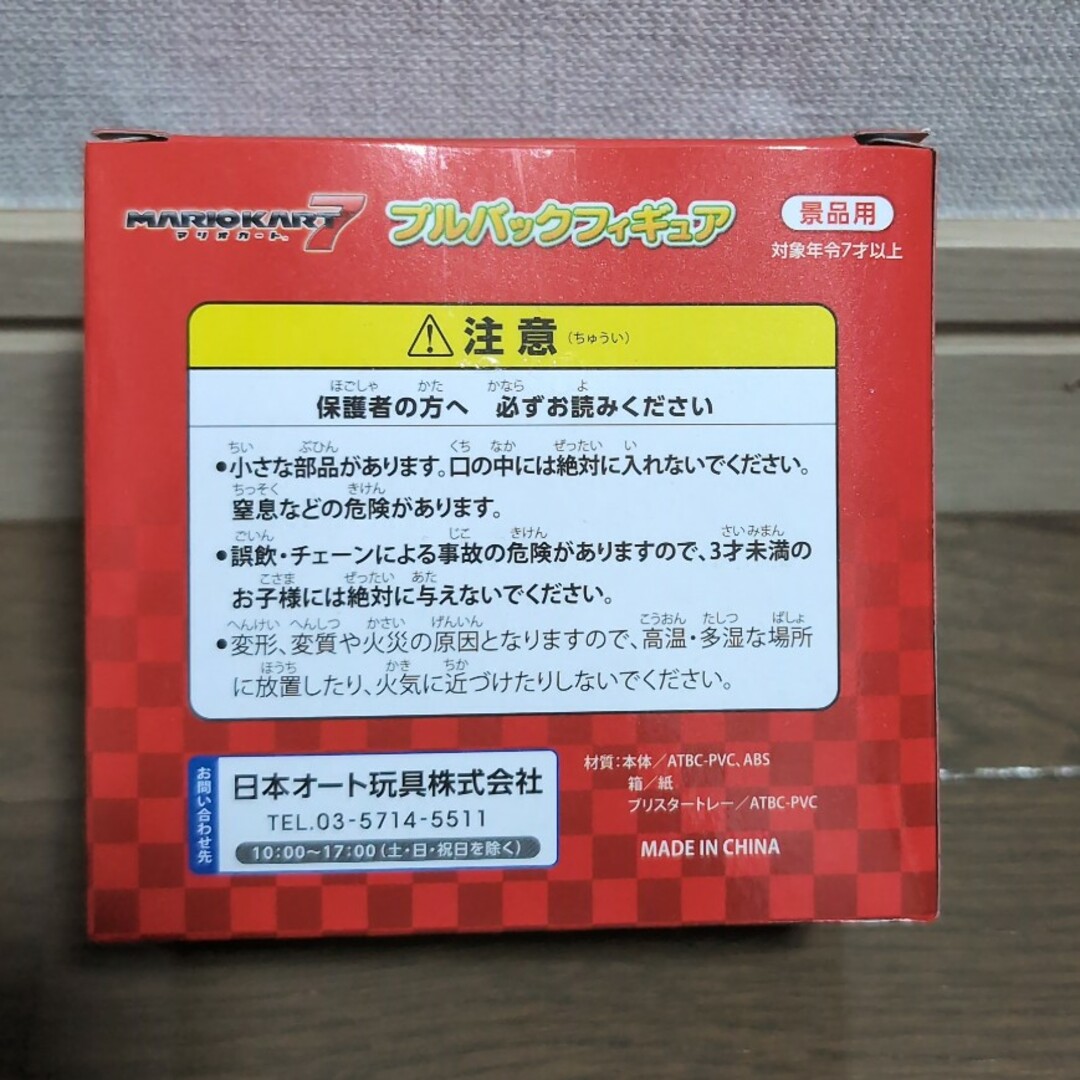 MARIOKART7
マリオカート
プルバックフィギュア
景品用
対象年令7才以上
注意(ちゅうい)
ほごしゃ かた かなら よ
保護者の方へ 必ずお読みください
ちい ぶひん くち なか ぜったい い
●小さな部品があります。口の中には絶対に入れないでください。
ちっそく きけん
窒息などの危険があります。
ごいん じこ きけん さいみまん
●誤飲・チェーンによる事故の危険がありますので、3才未満の
こさま ぜったい あた
お子様には絶対に与えないでください。
へんけい へんしつ かさい げんいん こうおん たしつ ばしょ
●変形、変質や火災の原因となりますので、高温・多湿な場所
ほうち かき ちか
に放置したり、火気に近づけたりしないでください。
お問い合わせ先
日本オート玩具株式会社
TEL.03-5714-5511
10:00〜17:00(土・日・祝日を除く)
材質:本体/ATBC-PVC、ABS
箱/紙
ブリスタートレー/ATBC-PVC
MADE IN CHINA